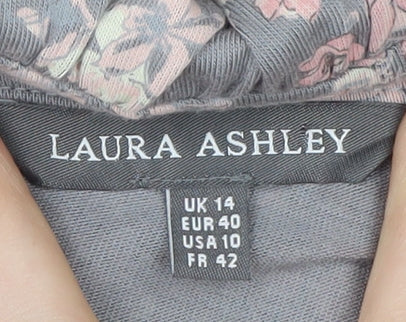 LAURA ASHLEY
UK 14
EUR 40
USA 10
FR 42